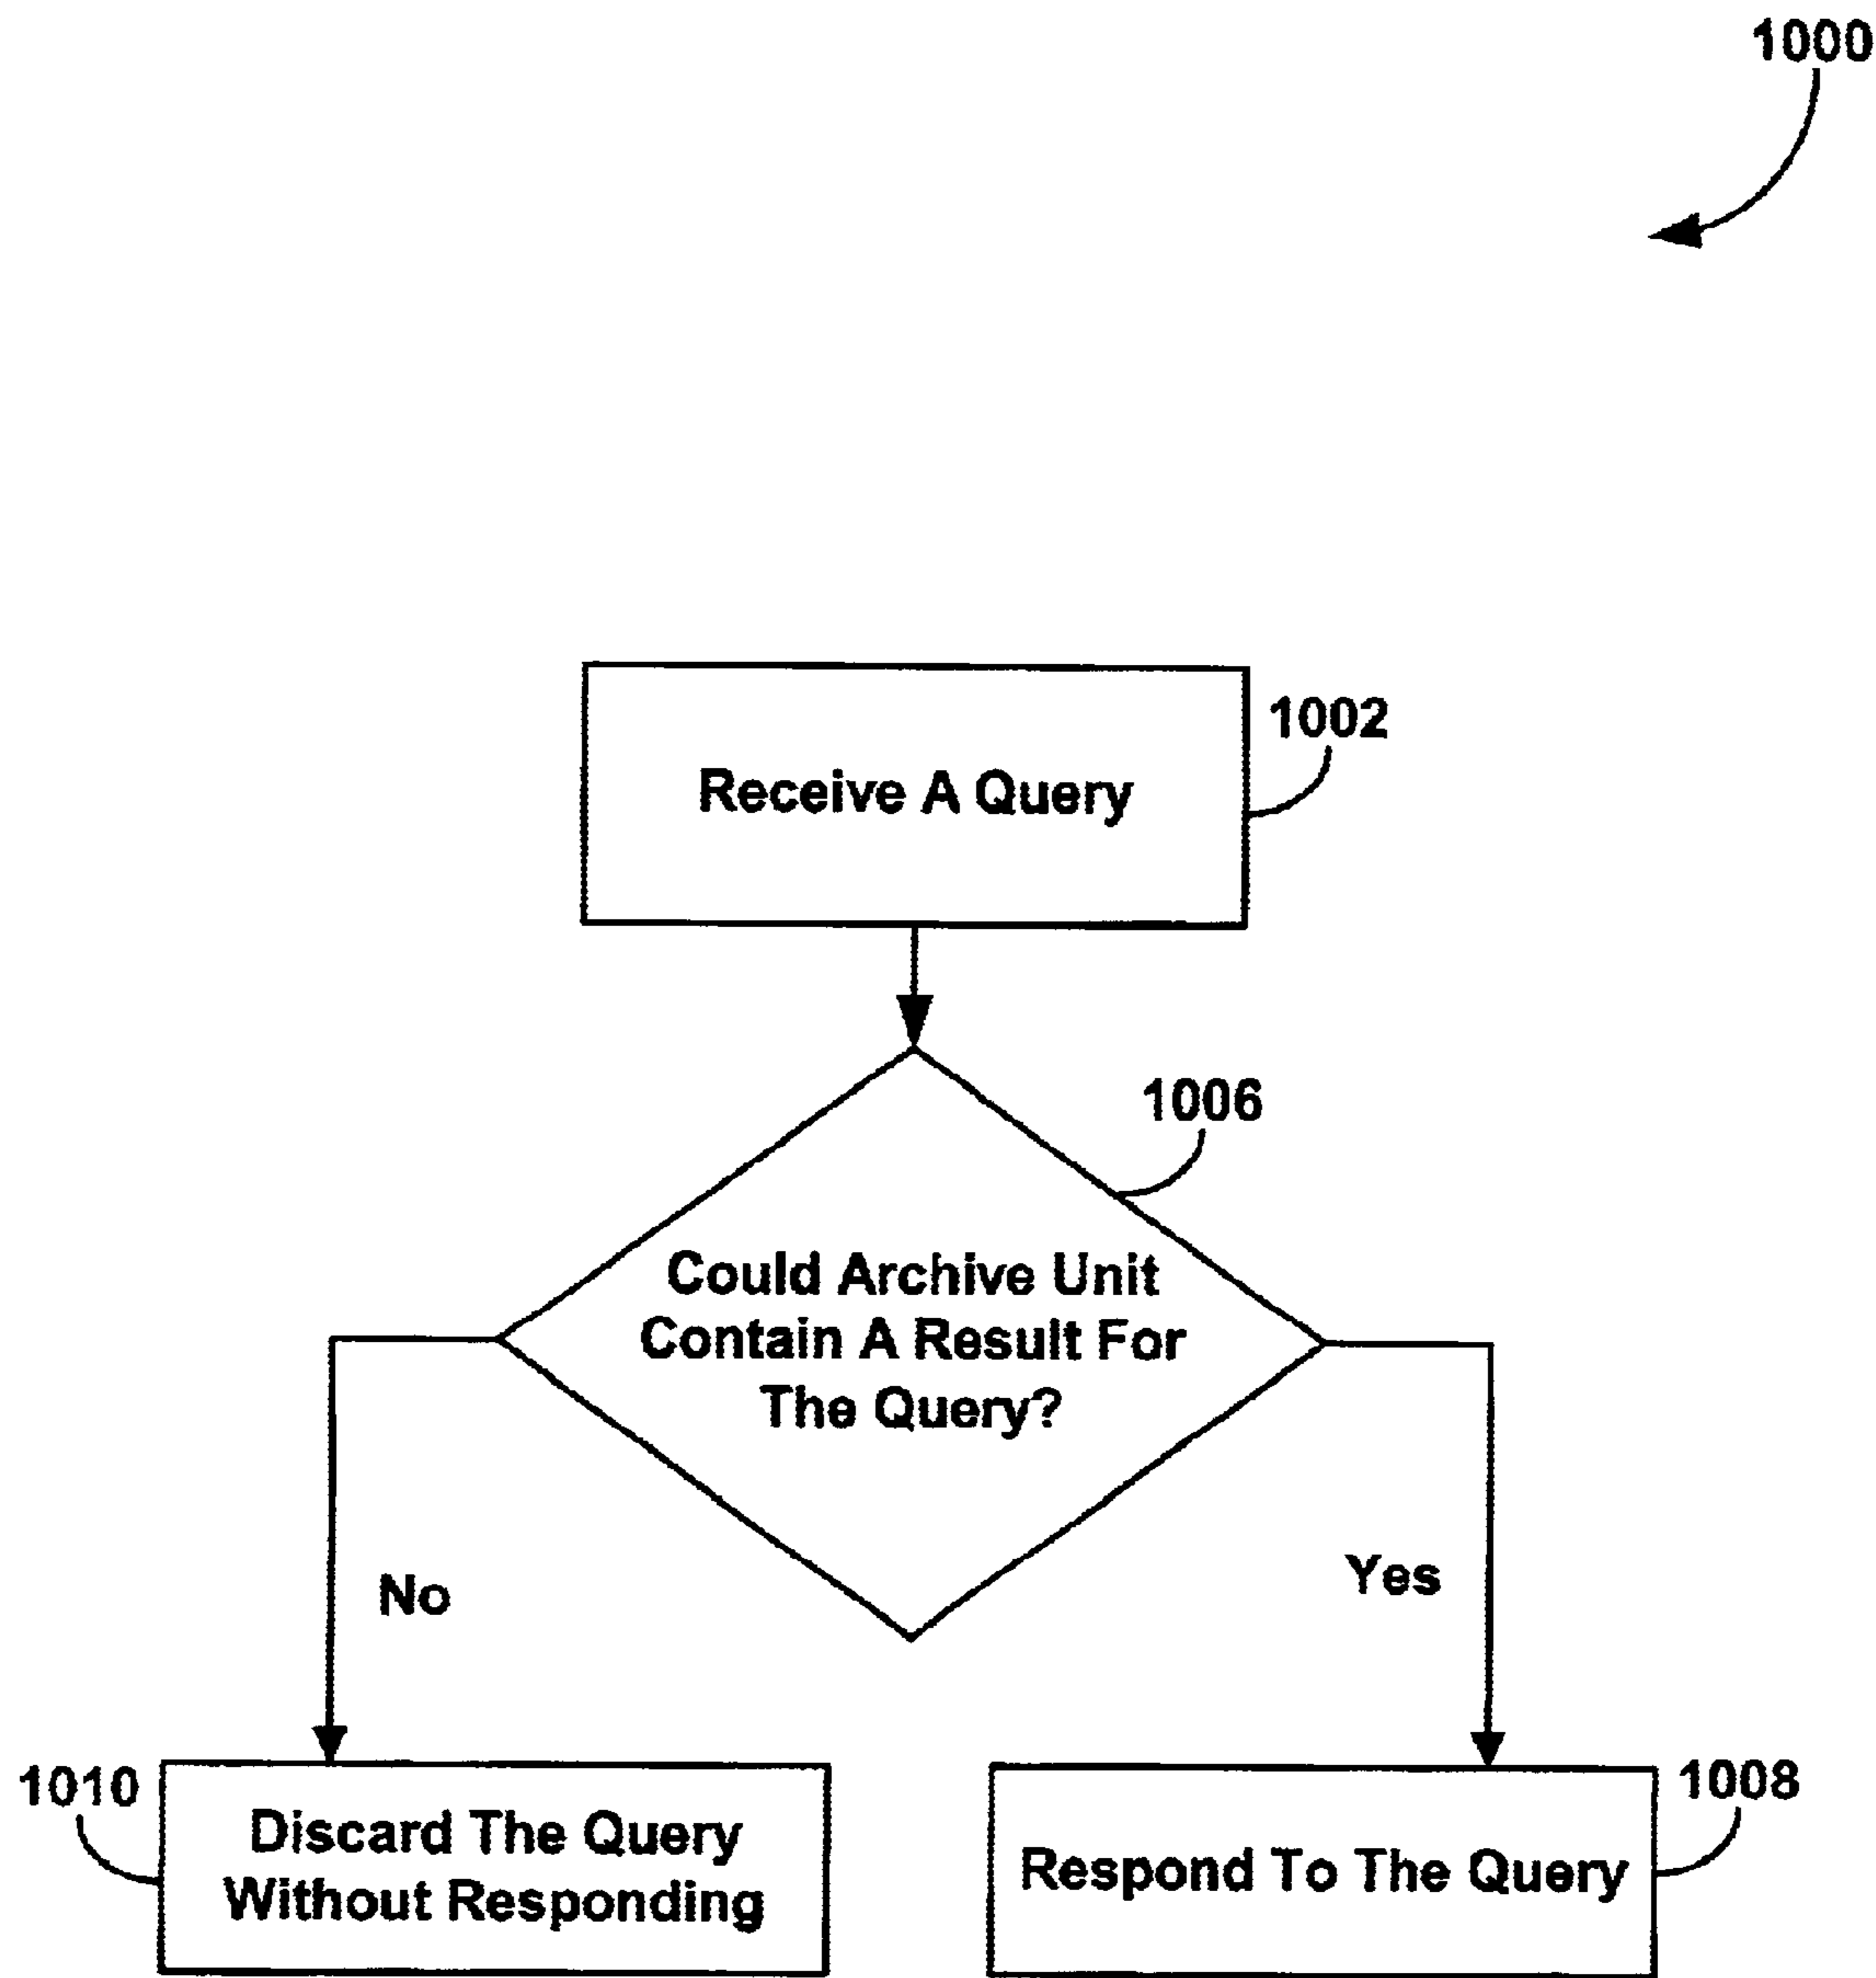 1000
Receive A Query
1002
1006
Could Archive Unit
Contain A Result For
The Query?
No
Yes
1010
Discard The Query
Without Responding
Respond To The Query
1008